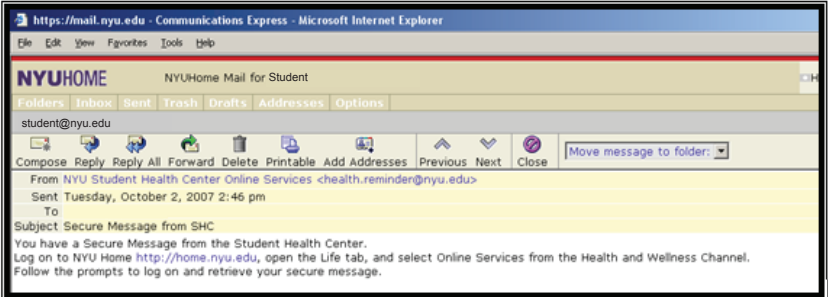 https://mail.nyu.edu - Communications Express - Microsoft Internet Explorer
File Edit View Favorites Tools Help
NYUHOME NYUHome Mail for Student H
Folders Inbox Sent Trash Drafts Addresses Options
student@nyu.edu
Compose Reply Reply All Forward Delete Printable Add Addresses Previous Next Close Move message to folder:
From NYU Student Health Center Online Services <health.reminder@nyu.edu>
Sent Tuesday, October 2, 2007 2:46 pm
To
Subject Secure Message from SHC
You have a Secure Message from the Student Health Center.
Log on to NYU Home http://home.nyu.edu, open the Life tab, and select Online Services from the Health and Wellness Channel.
Follow the prompts to log on and retrieve your secure message.